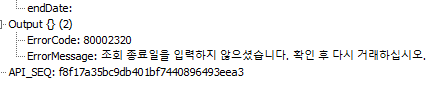 endDate:
Output {} (2)
ErrorCode: 80002320
ErrorMessage: 조회 종료일을 입력하지 않으셨습니다. 확인 후 다시 거래하십시오.
API_SEQ: f8f17a35bc9db401bf7440896493eea3